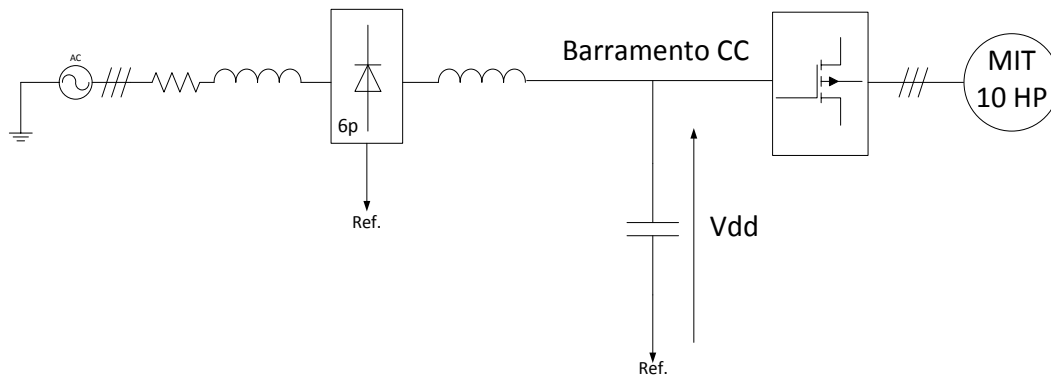 AC
6p
Ref.
Barramento CC
Vdd
Ref.
MIT
10 HP